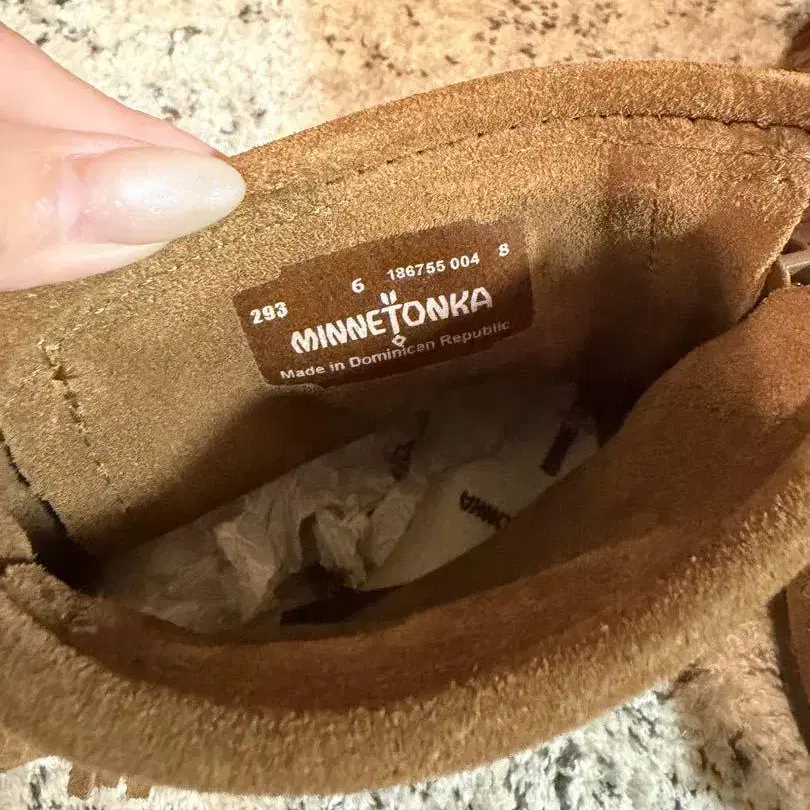 293 6 186755 004 8
MINNETONKA
Made in Dominican Republic